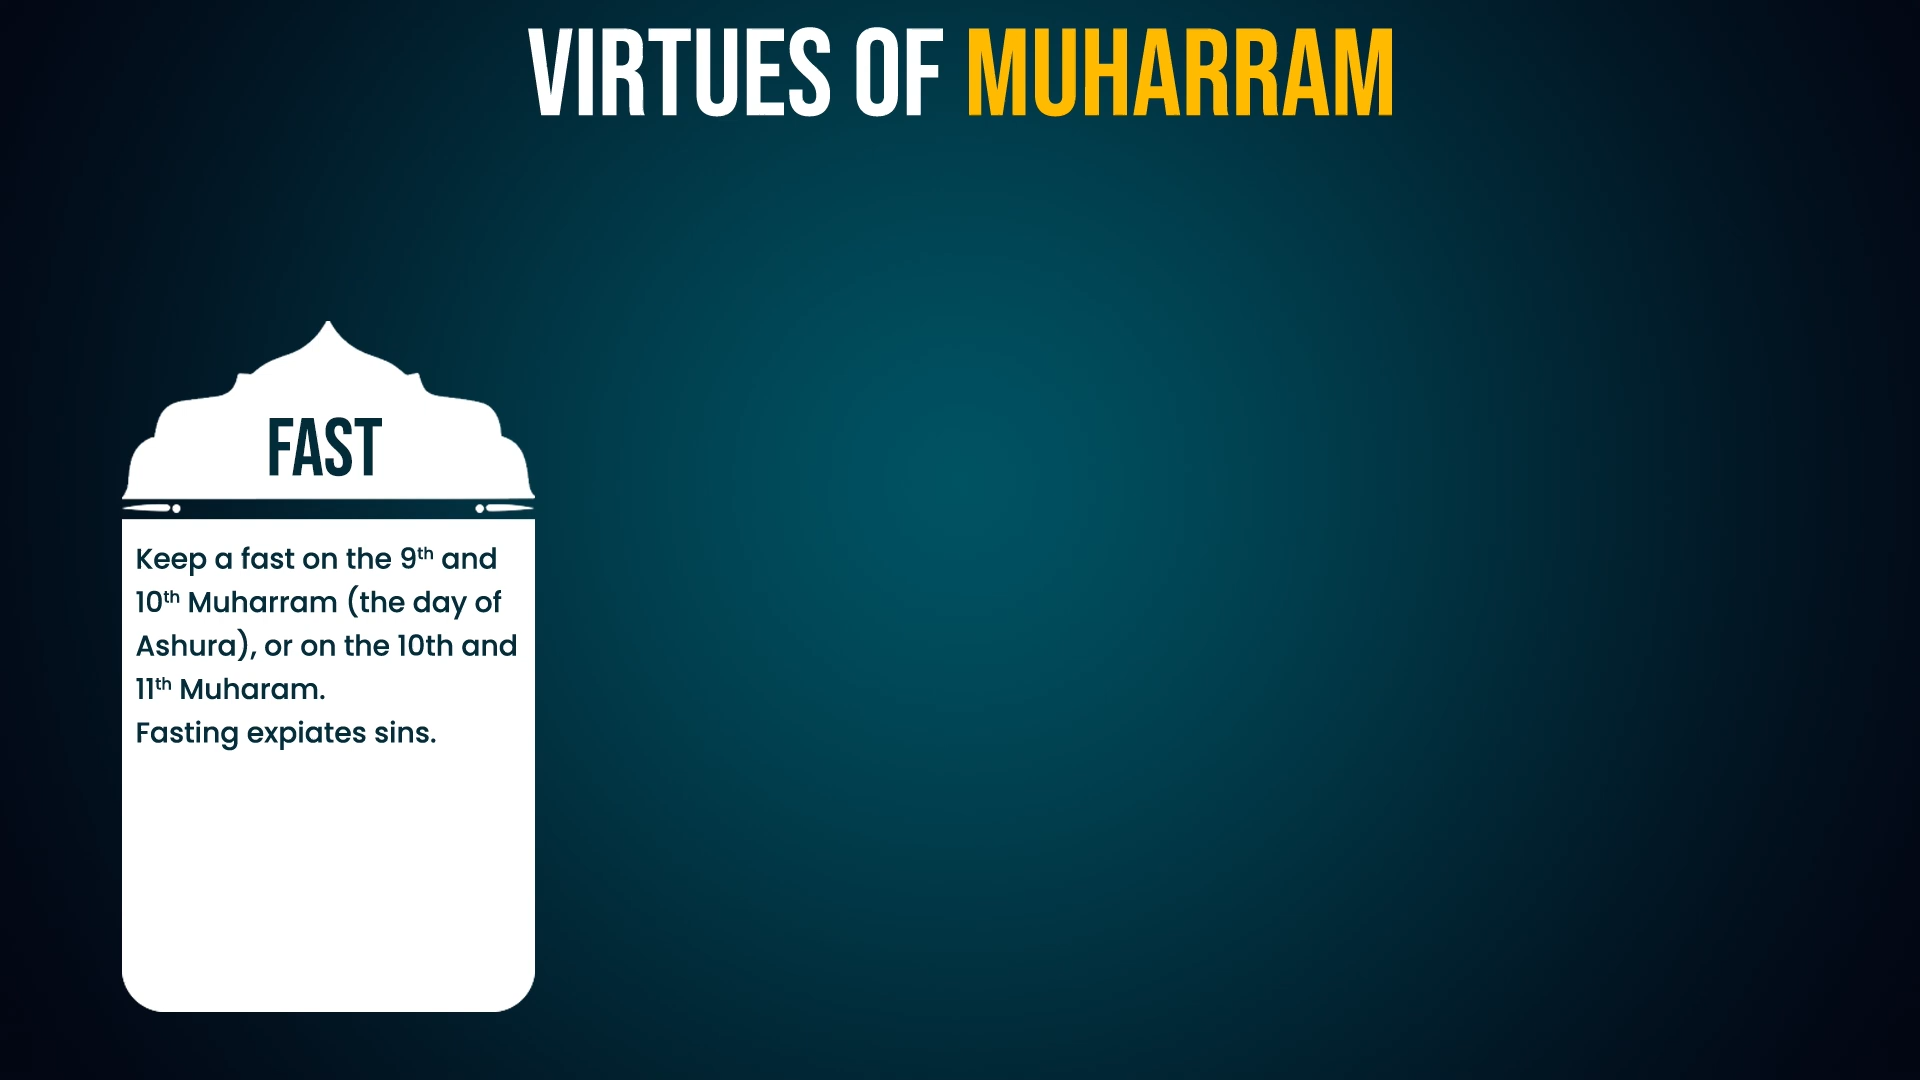 VIRTUES OF MUHARRAM
FAST
Keep a fast on the 9th and
10th Muharram (the day of
Ashura), or on the 10th and
11th Muharam.
Fasting expiates sins.